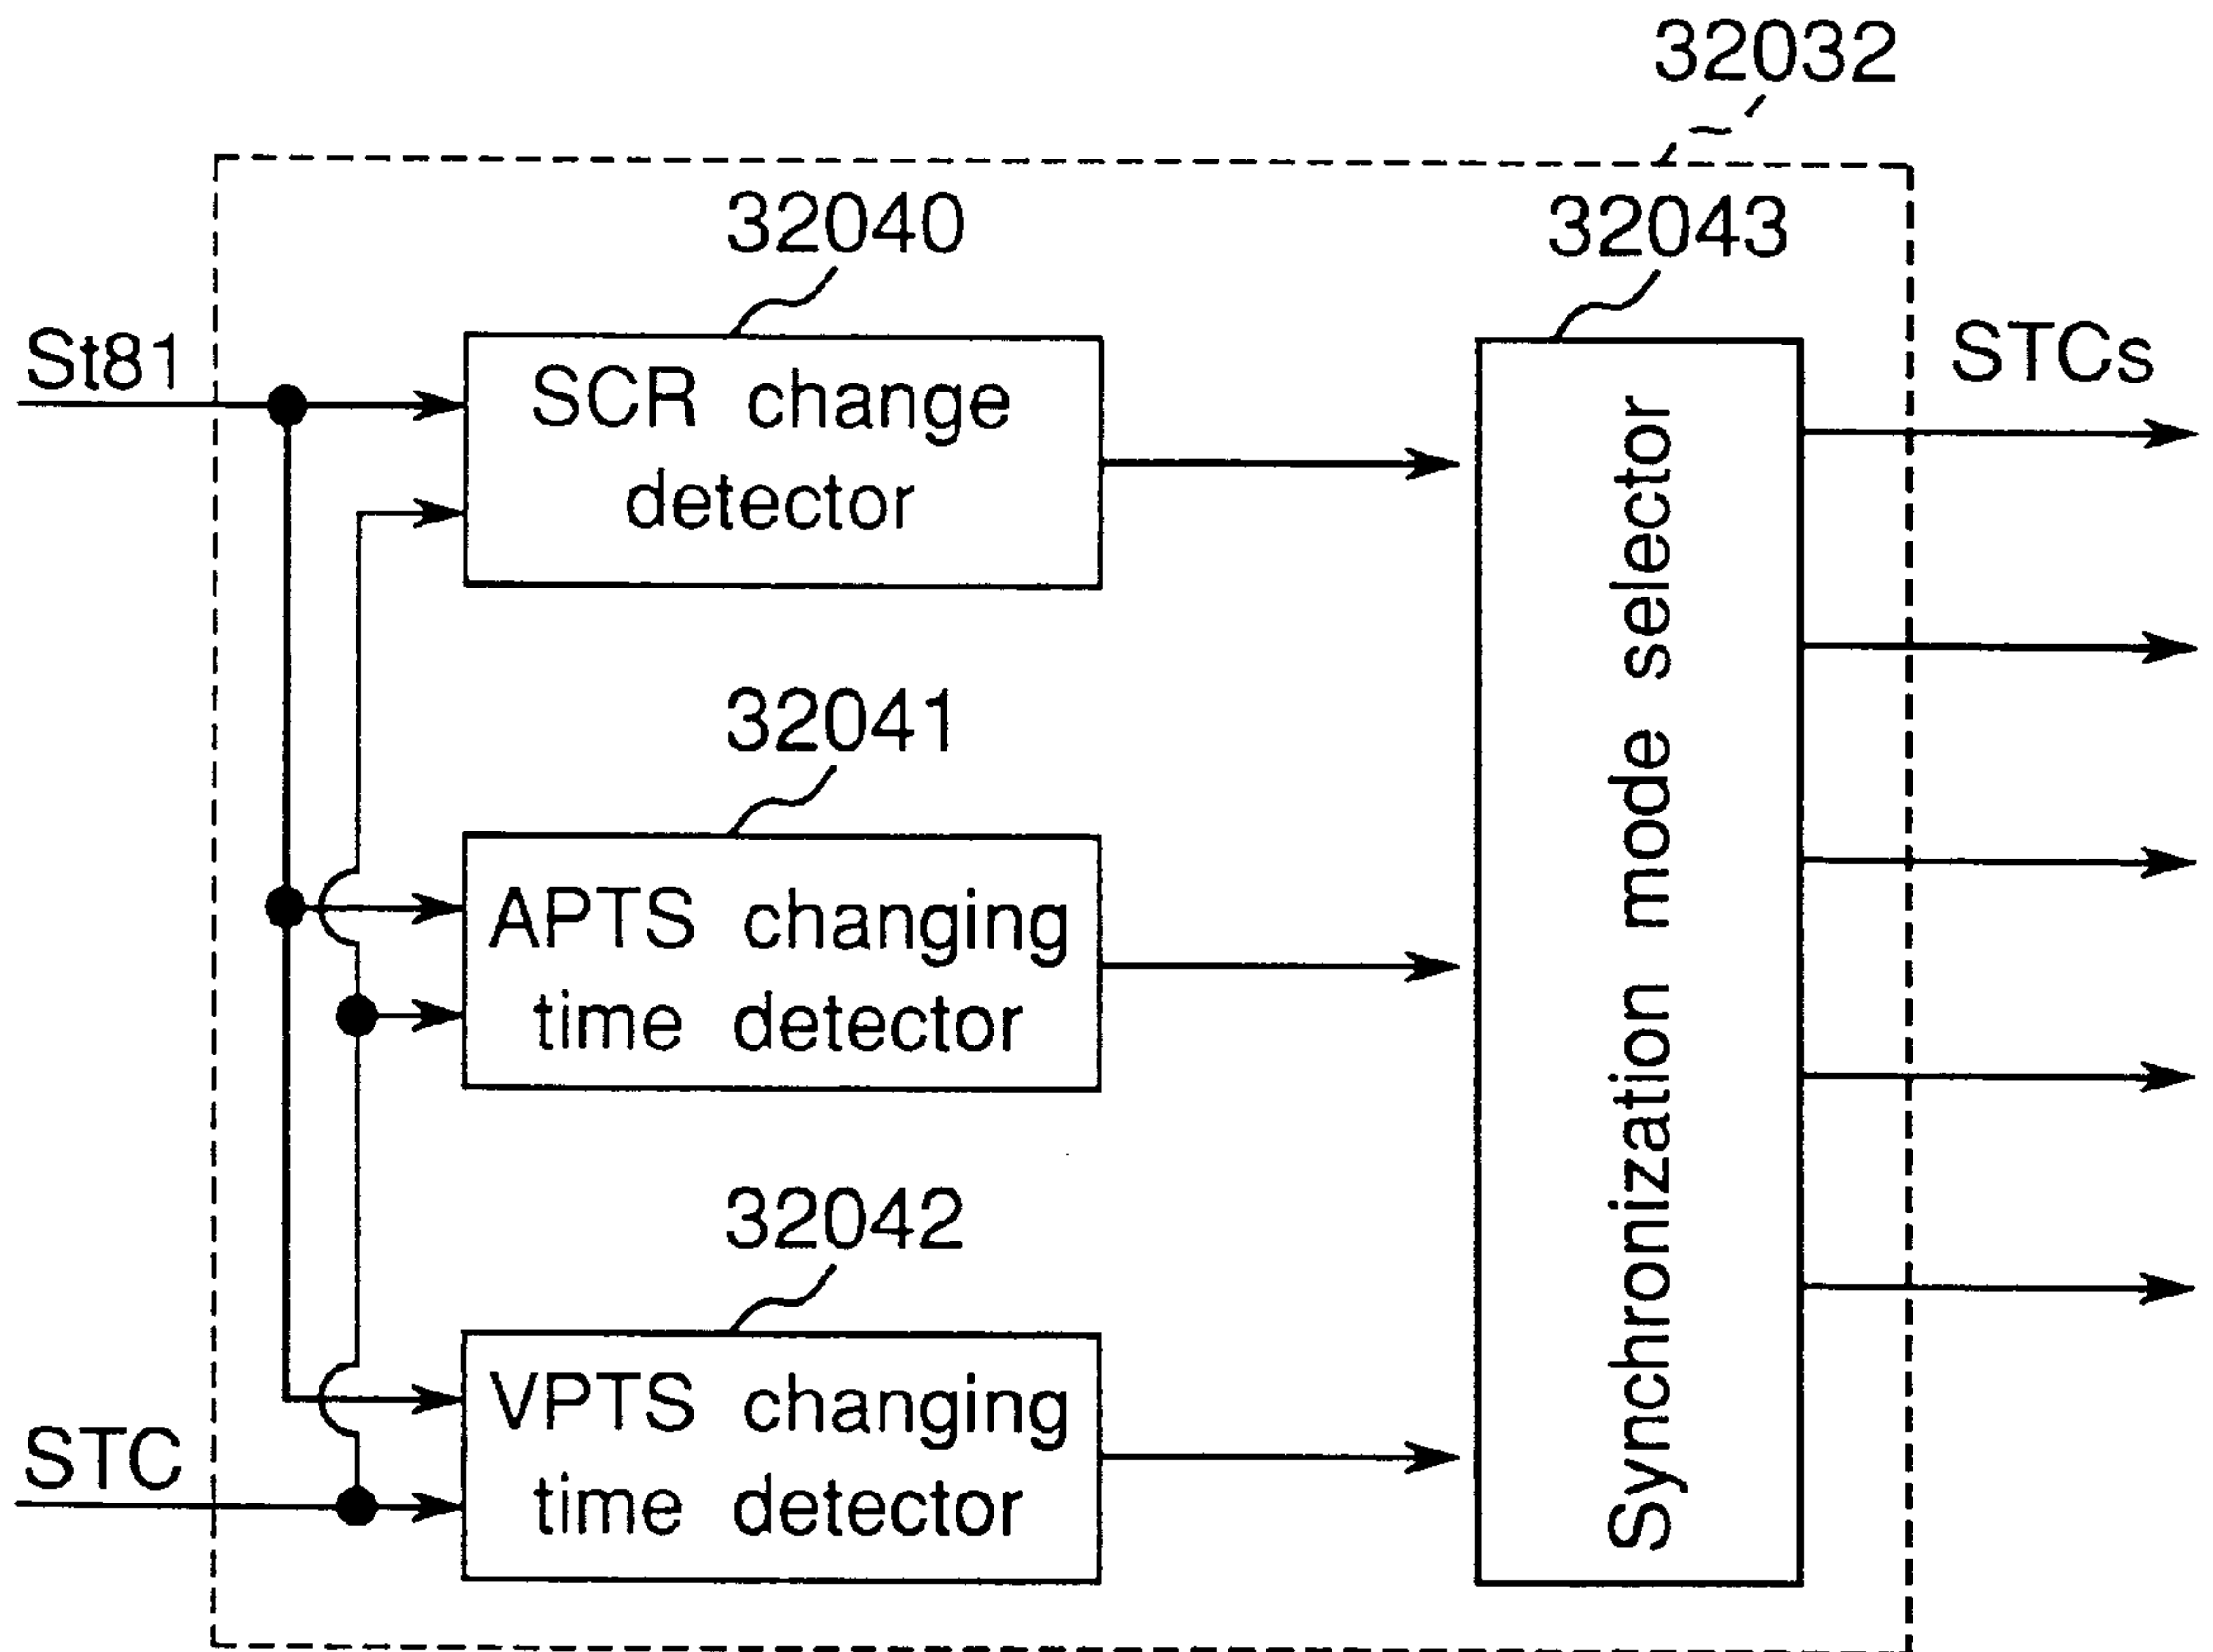 32032
32040
32043
St81
SCR change
detector
STCs
32041
APTS changing
time detector
Synchronization mode selector
32042
VPTS changing
time detector
STC